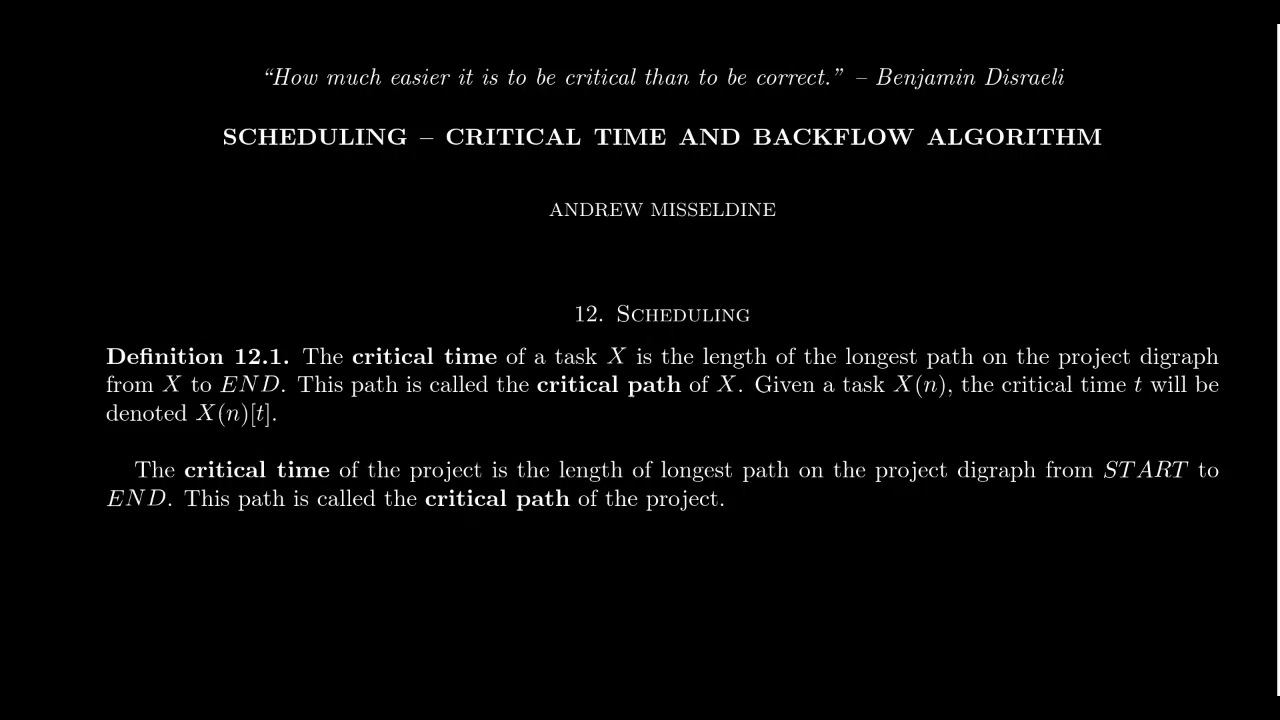 “How much easier it is to be critical than to be correct.” – Benjamin Disraeli
SCHEDULING – CRITICAL TIME AND BACKFLOW ALGORITHM
ANDREW MISSELDINE
12. Scheduling
Definition 12.1. The critical time of a task X is the length of the longest path on the project digraph
from X to END. This path is called the critical path of X. Given a task X(n), the critical time t will be
denoted X(n)[t].
The critical time of the project is the length of longest path on the project digraph from START to
END. This path is called the critical path of the project.